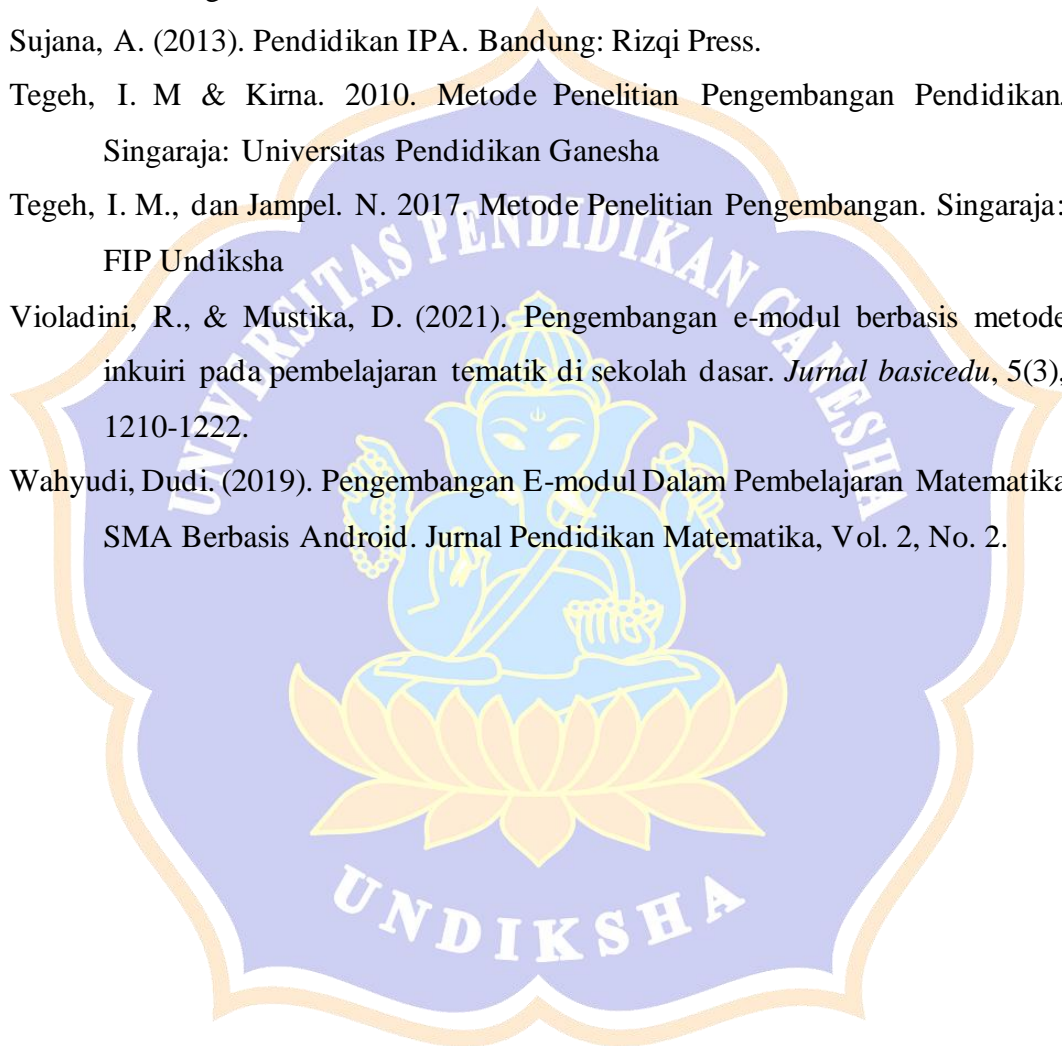 Sujana, A. (2013). Pendidikan IPA. Bandung: Rizqi Press.
Tegeh, I. M & Kirna. 2010. Metode Penelitian Pengembangan Pendidikan.
Singaraja: Universitas Pendidikan Ganesha
Tegeh, I. M., dan Jampel. N. 2017. Metode Penelitian Pengembangan. Singaraja:
FIP Undiksha
Violadini, R., & Mustika, D. (2021). Pengembangan e-modul berbasis metode
inkuiri pada pembelajaran tematik di sekolah dasar. Jurnal basicedu, 5(3),
1210-1222.
Wahyudi, Dudi. (2019). Pengembangan E-modul Dalam Pembelajaran Matematika
SMA Berbasis Android. Jurnal Pendidikan Matematika, Vol. 2, No. 2.
UNIVERSITAS PENDIDIKAN GANESHA
UNDIKSHA